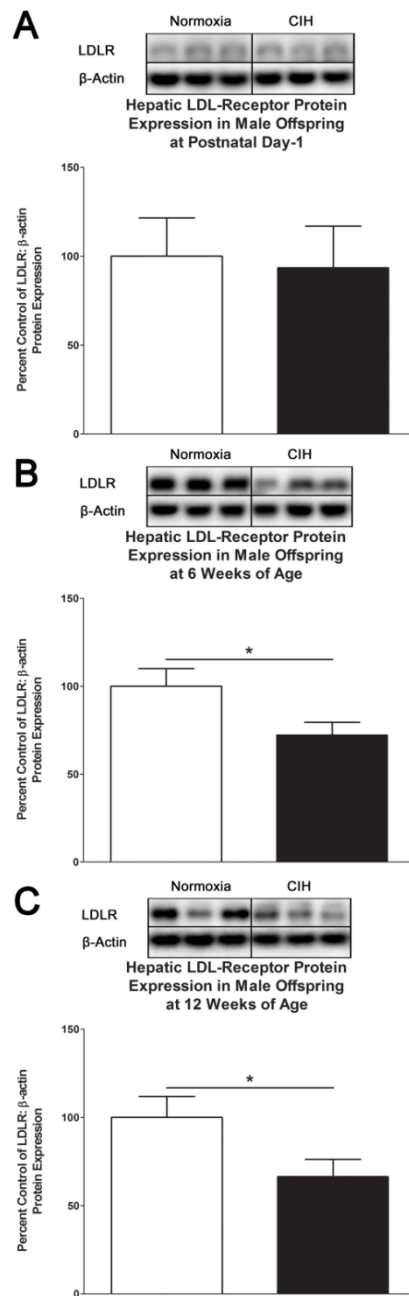 A
Normoxia CIH
LDLR
β-Actin
Hepatic LDL-Receptor Protein
Expression in Male Offspring
at Postnatal Day-1
Percent Control of LDLR: β-actin
Protein Expression
150
100
50
0
B
Normoxia CIH
LDLR
β-Actin
Hepatic LDL-Receptor Protein
Expression in Male Offspring
at 6 Weeks of Age
Percent Control of LDLR: β-actin
Protein Expression
150
100
50
0
*
C
Normoxia CIH
LDLR
β-Actin
Hepatic LDL-Receptor Protein
Expression in Male Offspring
at 12 Weeks of Age
Percent Control of LDLR: β-actin
Protein Expression
150
100
50
0
*